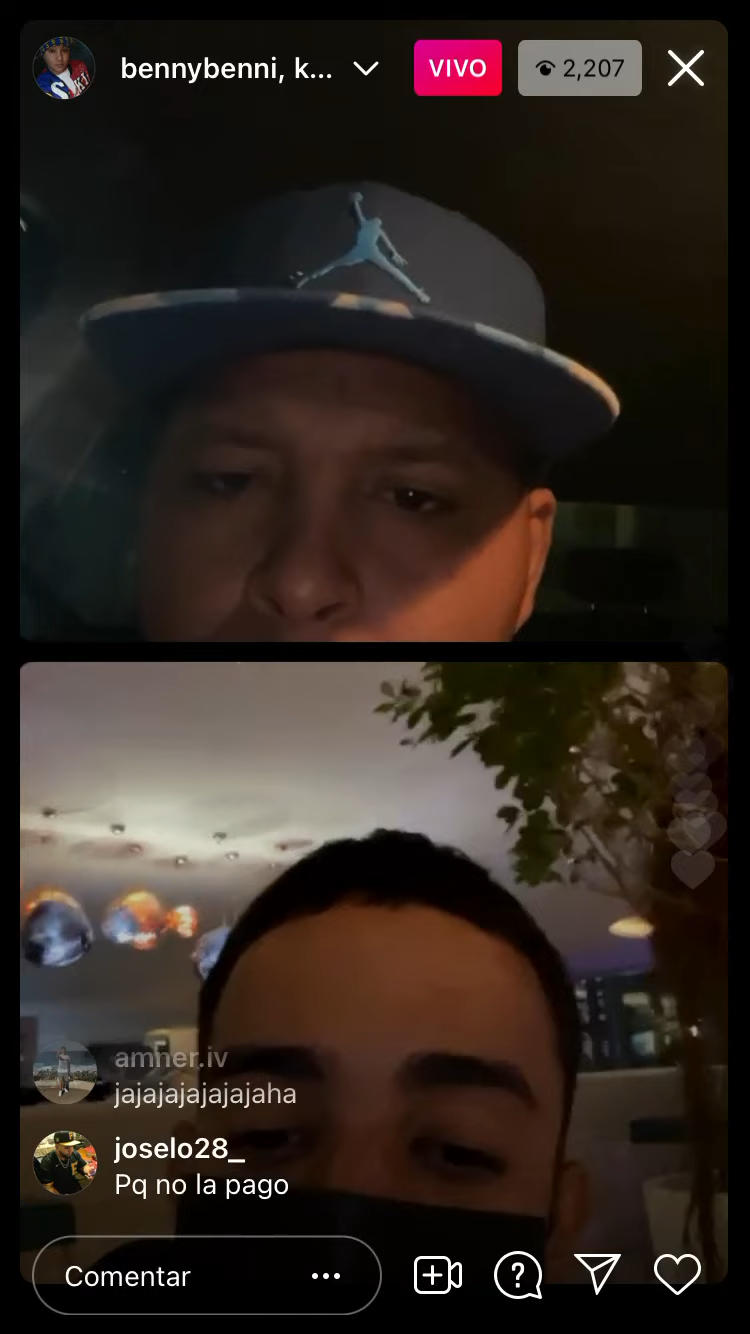 bennybenni, k...
VIVO
2,207
amner.iv
jajajajajajajaha
joselo28_
Pq no la pago
Comentar